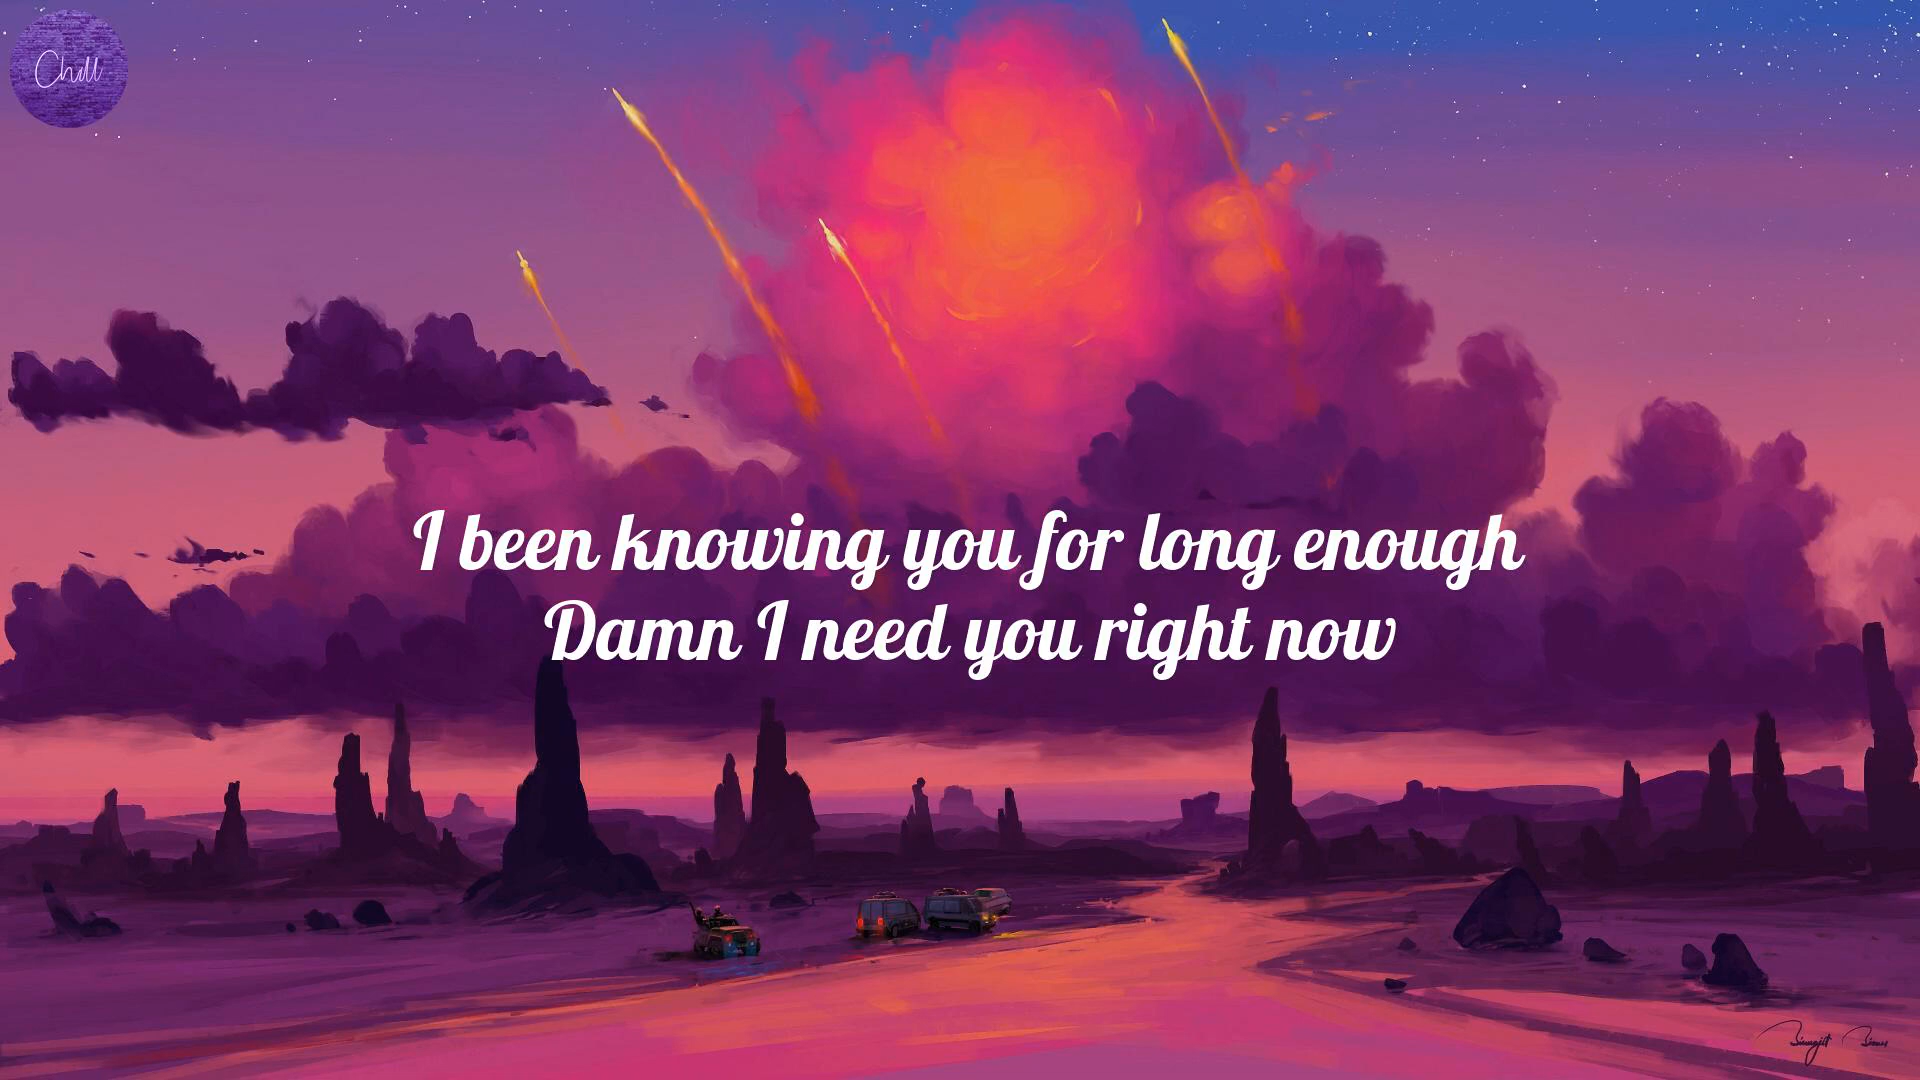 Chill
I been knowing you for long enough
Damn I need you right now